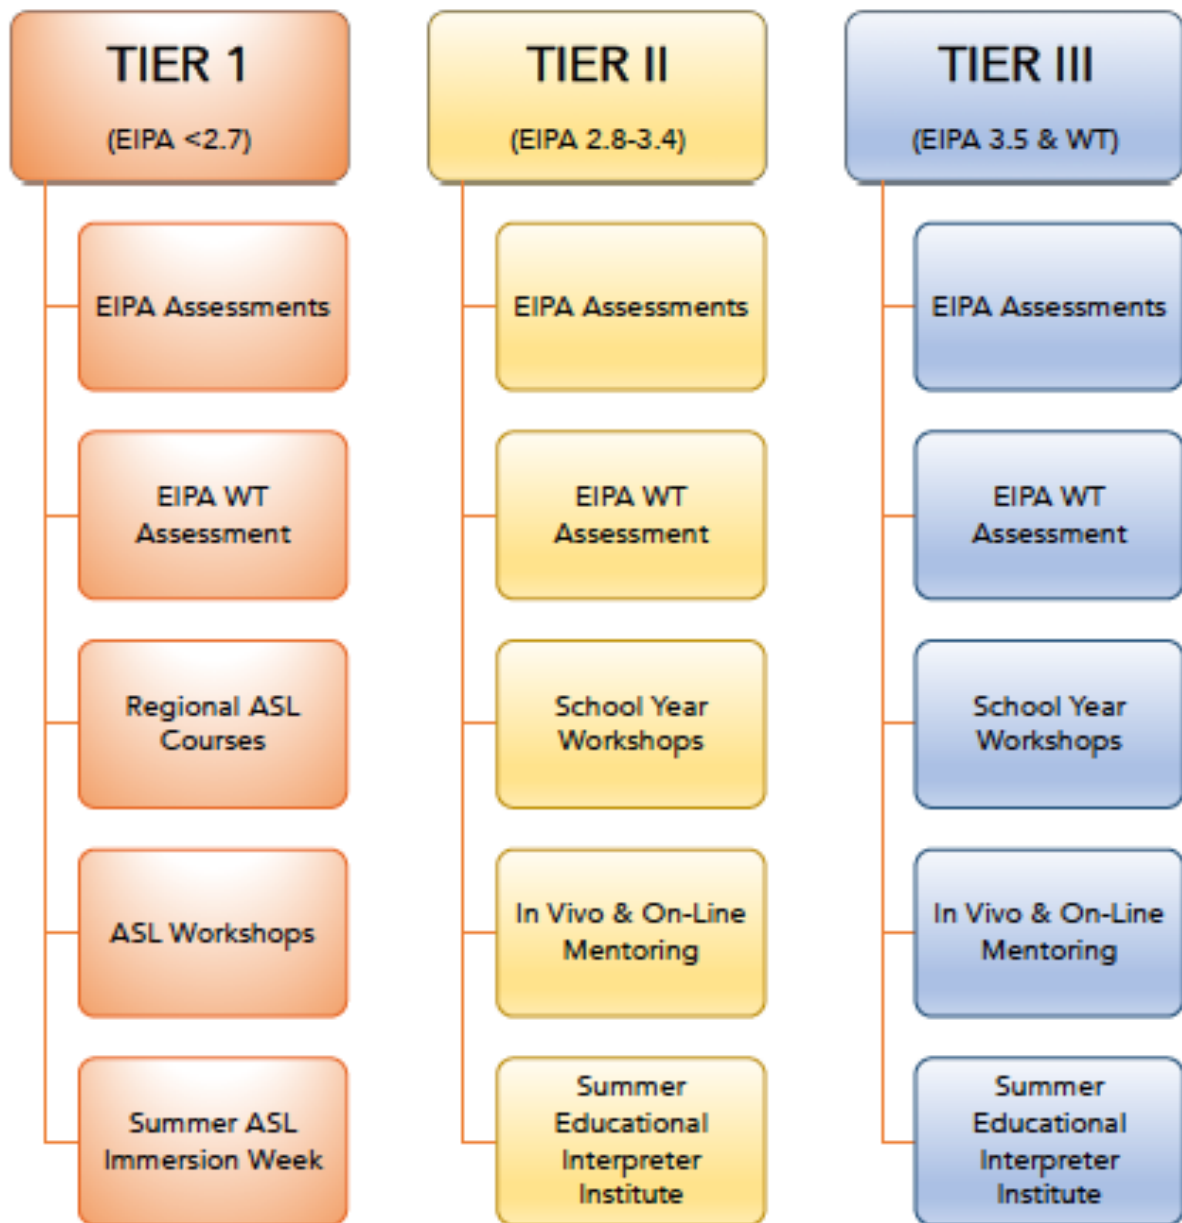 TIER 1
(EIPA <2.7)
EIPA Assessments
EIPA WT
Assessment
Regional ASL
Courses
ASL Workshops
Summer ASL
Immersion Week
TIER II
(EIPA 2.8-3.4)
EIPA Assessments
EIPA WT
Assessment
School Year
Workshops
In Vivo & On-Line
Mentoring
Summer
Educational
Interpreter
Institute
TIER III
(EIPA 3.5 & WT)
EIPA Assessments
EIPA WT
Assessment
School Year
Workshops
In Vivo & On-Line
Mentoring
Summer
Educational
Interpreter
Institute